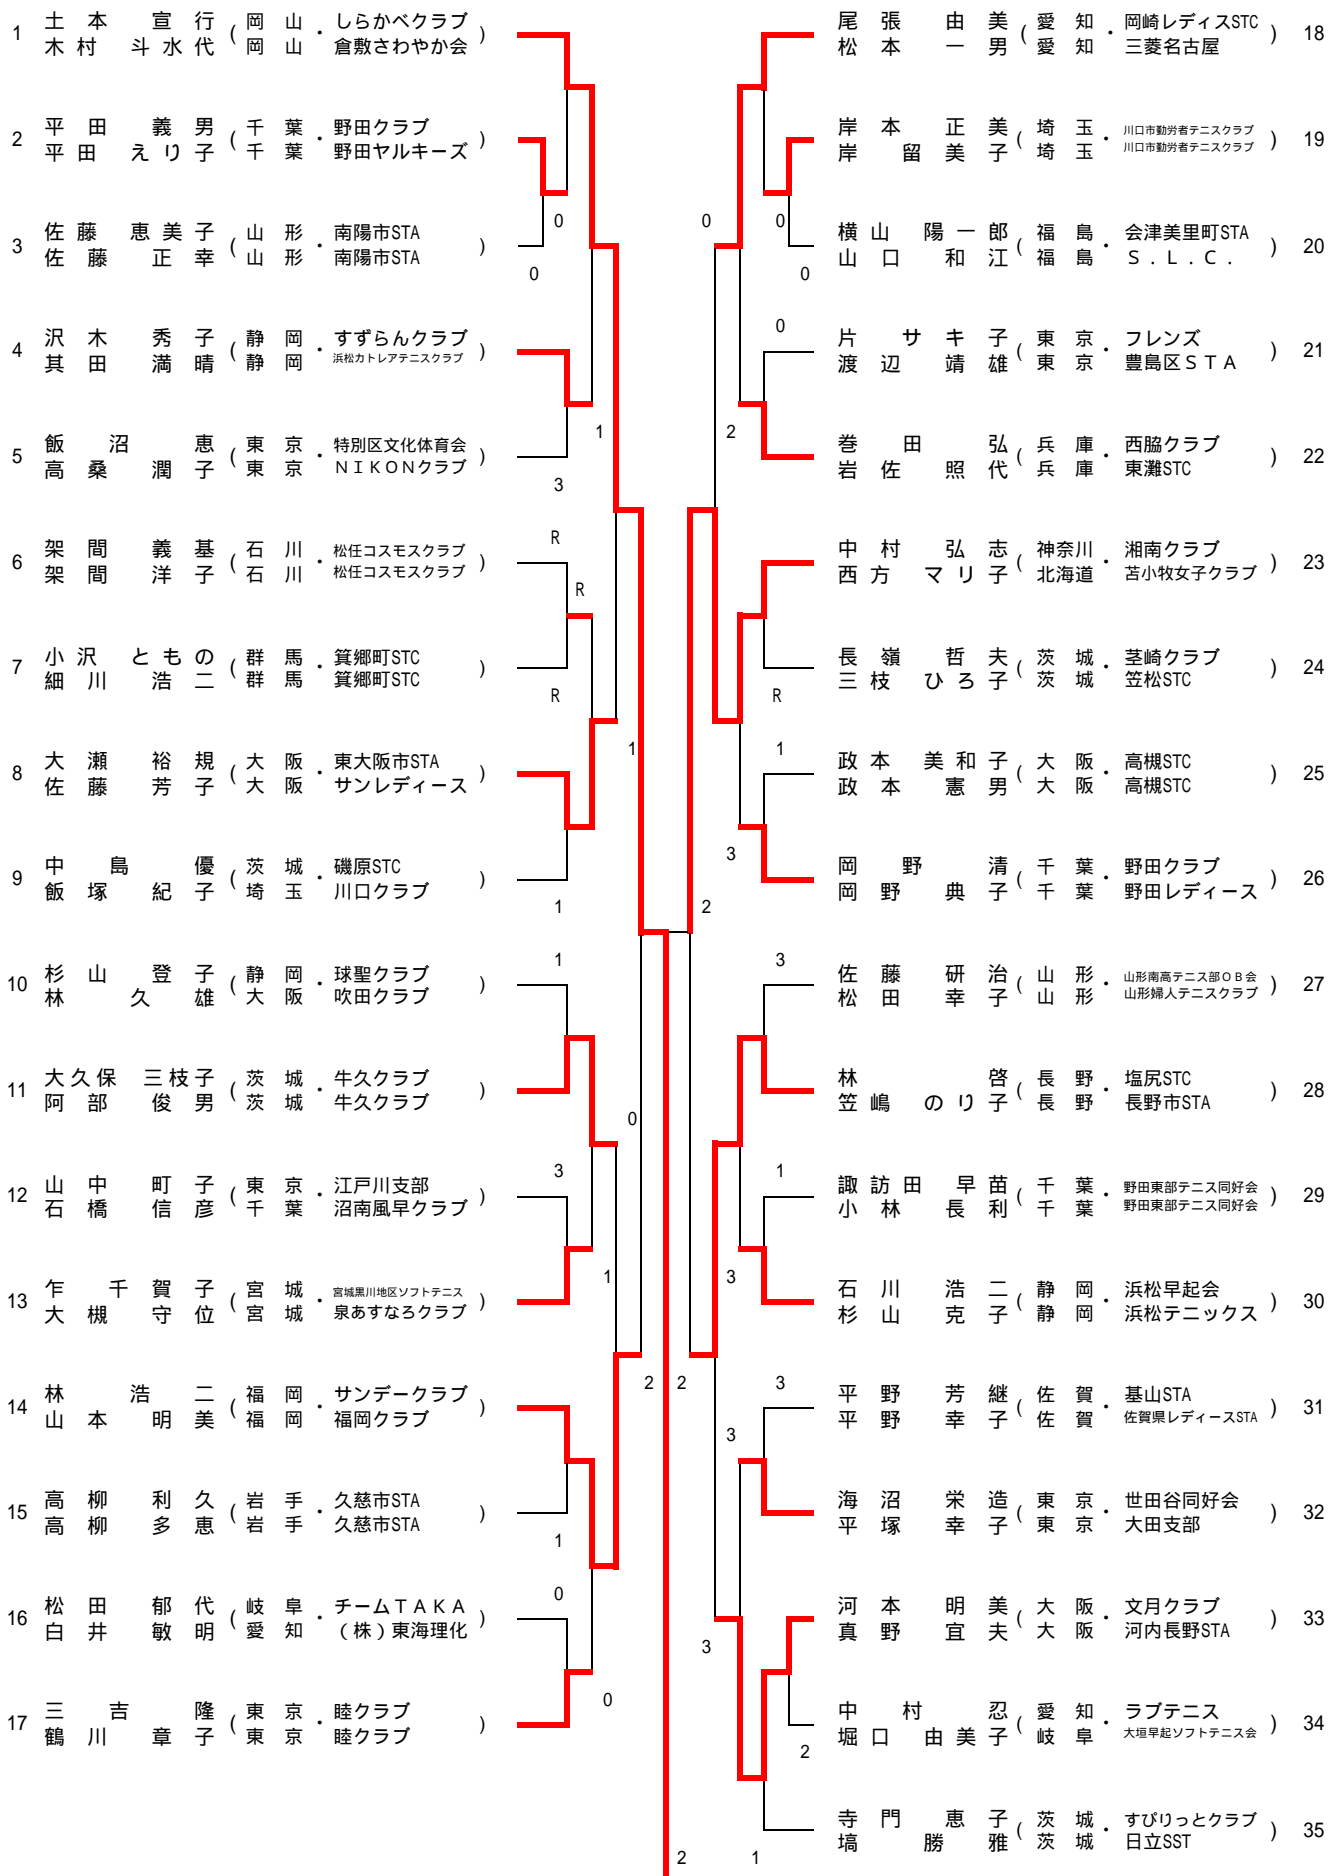 1 土本 宣行 (岡山・しらかべクラブ)
木村 斗水代 (岡山・倉敷さわやか会)
2 平田 義男 (千葉・野田クラブ)
平田 えり子 (千葉・野田ヤルキーズ)
0
3 佐藤 恵美子 (山形・南陽市STA)
佐藤 正幸 (山形・南陽市STA)
0
4 沢木 秀子 (静岡・すずらんクラブ)
其田 満晴 (静岡・浜松カトレアテニスクラブ)
1
5 飯沼 恵 (東京・特別区文化体育会)
高桑 潤子 (東京・NIKONクラブ)
3
R
6 架間 義基 (石川・松任コスモスクラブ)
架間 洋子 (石川・松任コスモスクラブ)
R
7 小沢 ともの (群馬・箕郷町STC)
細川 浩二 (群馬・箕郷町STC)
R
1
8 大瀬 裕規 (大阪・東大阪市STA)
佐藤 芳子 (大阪・サンレディース)
9 中島 優 (茨城・磯原STC)
飯塚 紀子 (埼玉・川口クラブ)
1
1
10 杉山 登子 (静岡・球聖クラブ)
林 久雄 (大阪・吹田クラブ)
11 大久保 三枝子 (茨城・牛久クラブ)
阿部 俊男 (茨城・牛久クラブ)
0
3
12 山中 町子 (東京・江戸川支部)
石橋 信彦 (千葉・沼南風早クラブ)
1
13 乍 千賀子 (宮城・宮城黒川地区ソフトテニス)
大槻 守位 (宮城・泉あすなろクラブ)
2
14 林 浩二 (福岡・サンデークラブ)
山本 明美 (福岡・福岡クラブ)
15 高柳 利久 (岩手・久慈市STA)
高柳 多恵 (岩手・久慈市STA)
1
0
16 松田 郁代 (岐阜・チームTAKA)
白井 敏明 (愛知・(株)東海理化)
0
17 三吉 隆 (東京・睦クラブ)
鶴川 章子 (東京・睦クラブ)
尾張 由美 (愛知・岡崎レディスSTC) 18
松本 一男 (愛知・三菱名古屋)
岸本 正美 (埼玉・川口市勤労者テニスクラブ) 19
岸 留美子 (埼玉・川口市勤労者テニスクラブ)
0 0
横山 陽一郎 (福島・会津美里町STA) 20
山口 和江 (福島・S.L.C.)
0
0
片 サキ子 (東京・フレンズ) 21
渡辺 靖雄 (東京・豊島区STA)
2
巻田 弘 (兵庫・西脇クラブ) 22
岩佐 照代 (兵庫・東灘STC)
中村 弘志 (神奈川・湘南クラブ) 23
西方 マリ子 (北海道・苫小牧女子クラブ)
長嶺 哲夫 (茨城・茎崎クラブ) 24
三枝 ひろ子 (茨城・笠松STC)
R
1
政本 美和子 (大阪・高槻STC) 25
政本 憲男 (大阪・高槻STC)
3
岡野 清 (千葉・野田クラブ) 26
岡野 典子 (千葉・野田レディース)
2
3
佐藤 研治 (山形・山形南高テニス部OB会) 27
松田 幸子 (山形・山形婦人テニスクラブ)
林 啓 (長野・塩尻STC) 28
笠嶋 のり子 (長野・長野市STA)
1
諏訪田 早苗 (千葉・野田東部テニス同好会) 29
小林 長利 (千葉・野田東部テニス同好会)
3
石川 浩二 (静岡・浜松早起会) 30
杉山 克子 (静岡・浜松テニックス)
2
3
平野 芳継 (佐賀・基山STA) 31
平野 幸子 (佐賀・佐賀県レディースSTA)
3
海沼 栄造 (東京・世田谷同好会) 32
平塚 幸子 (東京・大田支部)
河本 明美 (大阪・文月クラブ) 33
真野 宜夫 (大阪・河内長野STA)
3
中村 忍 (愛知・ラブテニス) 34
堀口 由美子 (岐阜・大垣早起ソフトテニス会)
2
寺門 恵子 (茨城・すぴりっとクラブ) 35
塙 勝雅 (茨城・日立SST)
2 1